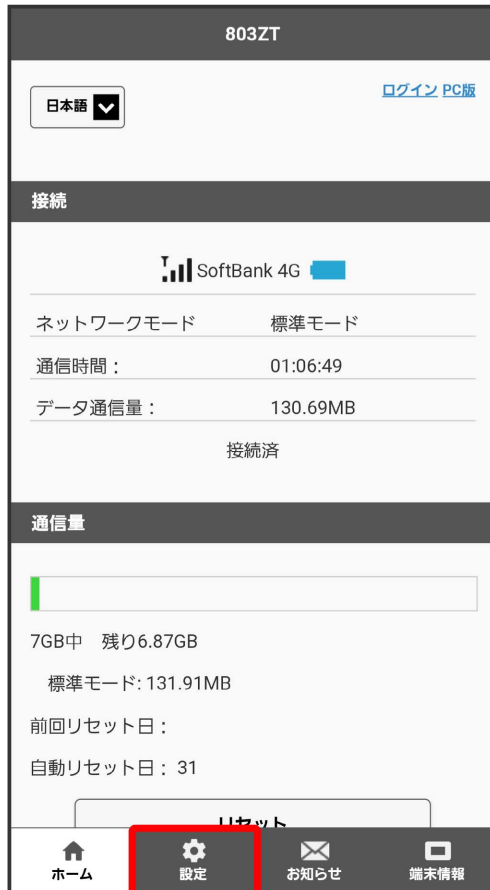 803ZT
日本語
ログイン PC版
接続
SoftBank 4G
ネットワークモード 標準モード
通信時間： 01:06:49
データ通信量： 130.69MB
接続済
通信量
7GB中 残り6.87GB
標準モード: 131.91MB
前回リセット日：
自動リセット日： 31
リセット
ホーム 設定 お知らせ 端末情報